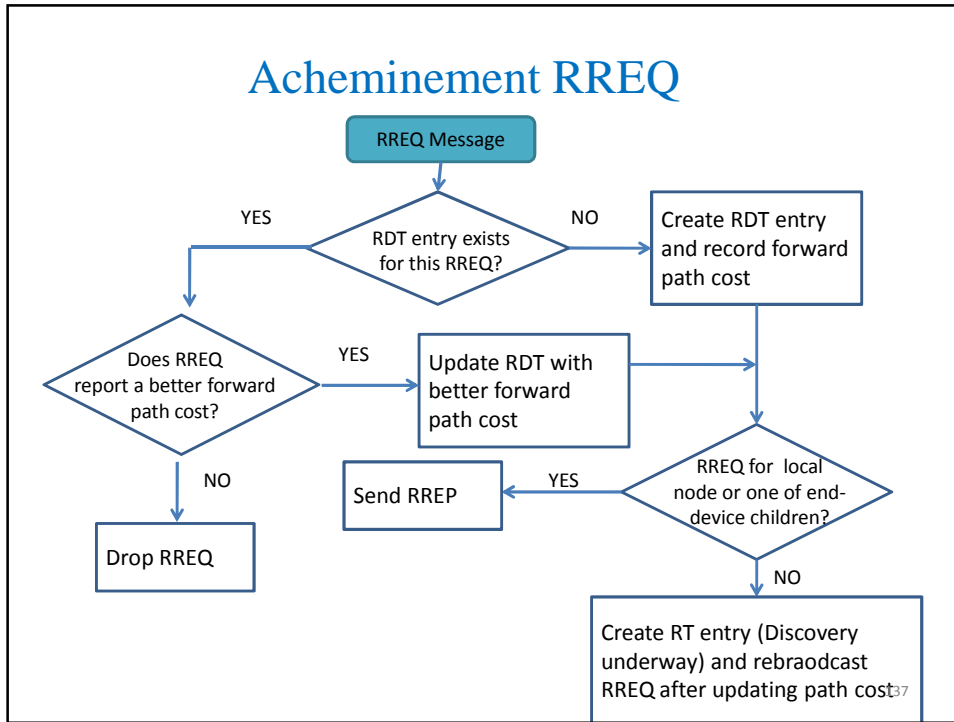 Acheminement RREQ
RREQ Message
YES
NO
RDT entry exists
for this RREQ?
Create RDT entry
and record forward
path cost
Does RREQ
report a better forward
path cost?
YES
Update RDT with
better forward
path cost
NO
Drop RREQ
RREQ for local
node or one of end-
device children?
YES
Send RREP
NO
Create RT entry (Discovery
underway) and rebraodcast
RREQ after updating path cost
137